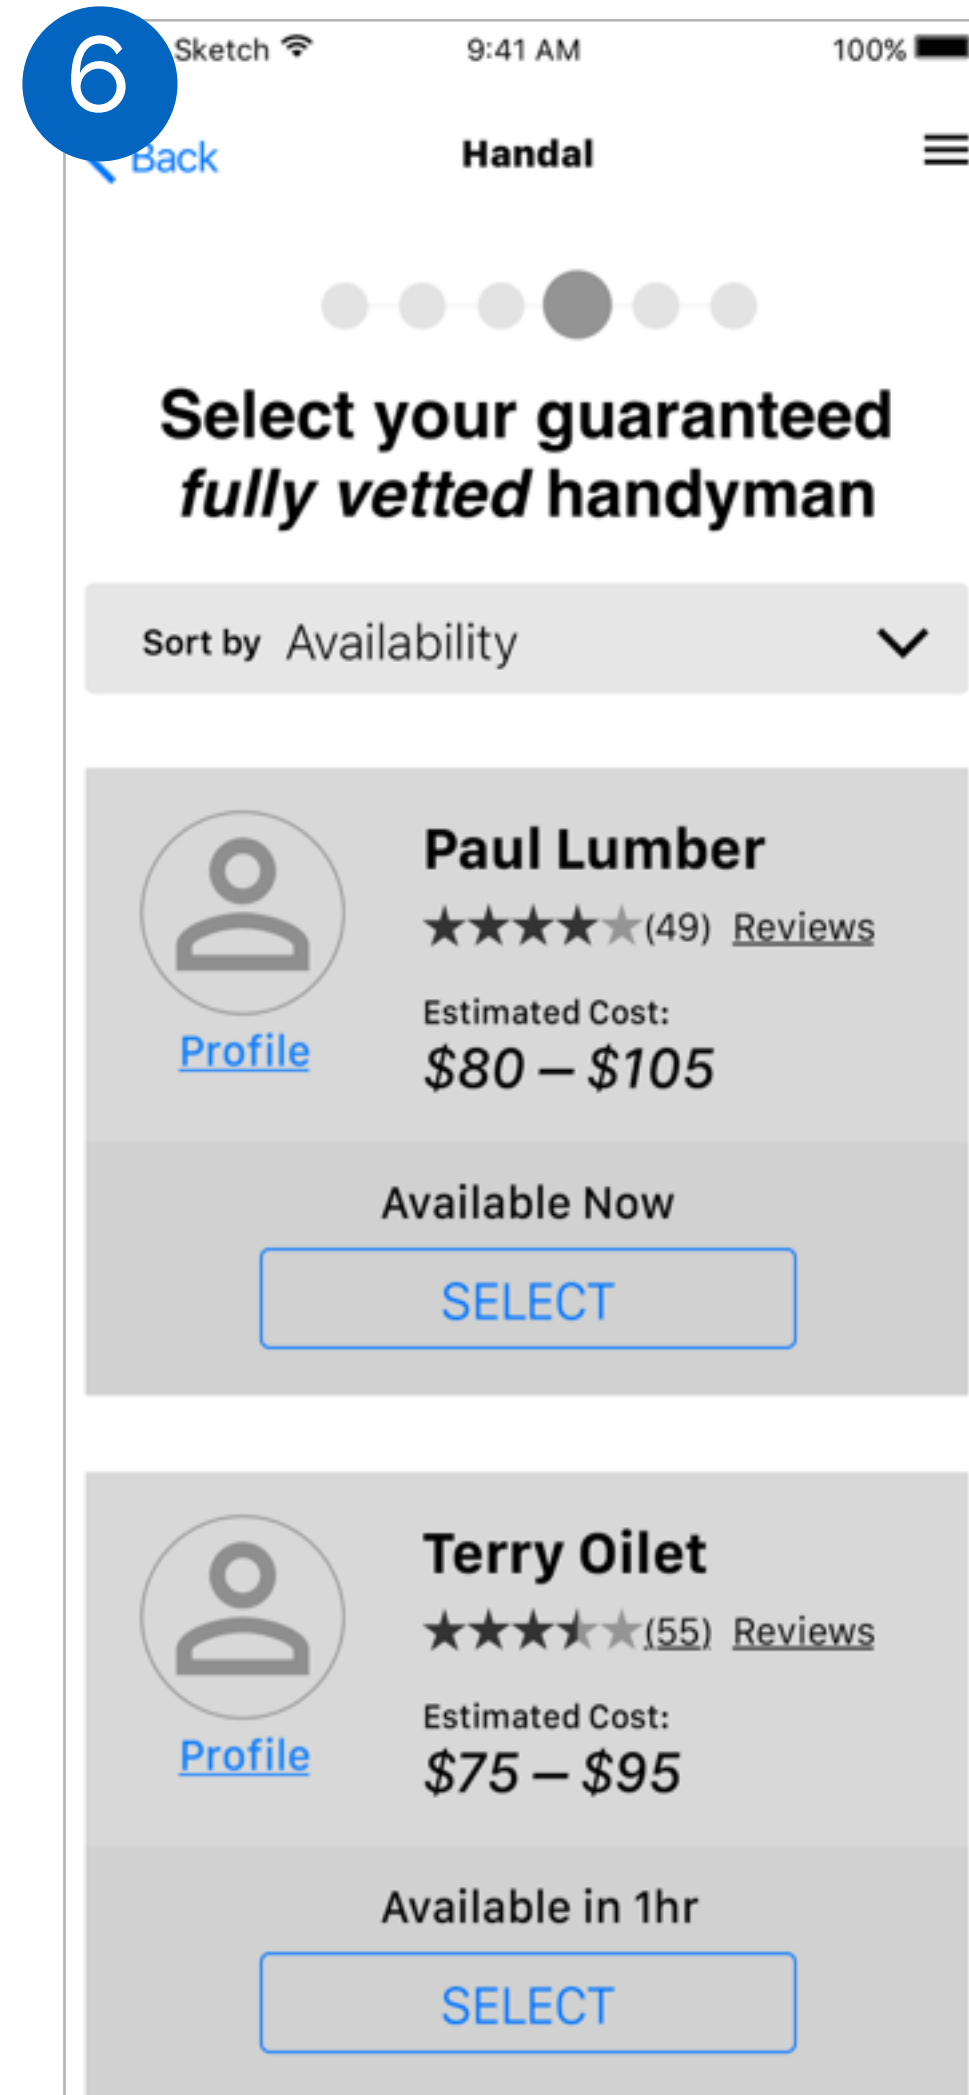 6
Sketch 9:41 AM 100%
Back Handal
Select your guaranteed
fully vetted handyman
Sort by Availability
Paul Lumber
(49) Reviews
Estimated Cost:
$80 – $105
Profile
Available Now
SELECT
Terry Oilet
(55) Reviews
Estimated Cost:
$75 – $95
Profile
Available in 1hr
SELECT